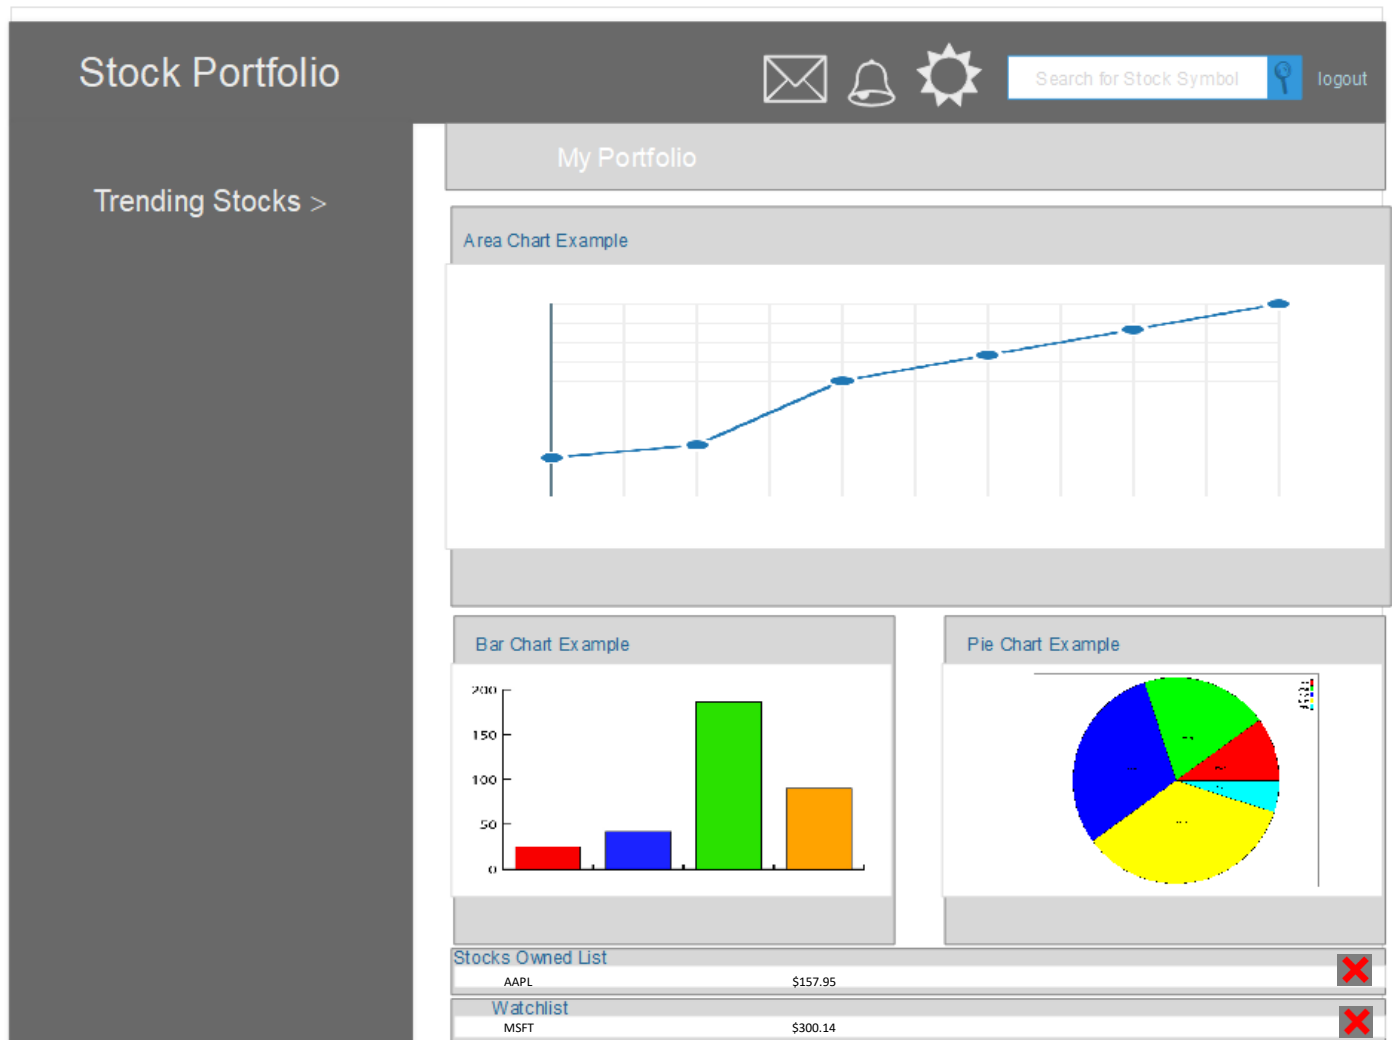 Stock Portfolio
Search for Stock Symbol
logout
My Portfolio
Trending Stocks >
Area Chart Example
Bar Chart Example
Pie Chart Example
200
150
100
50
0
Stocks Owned List
AAPL $157.95
Watchlist
MSFT $300.14